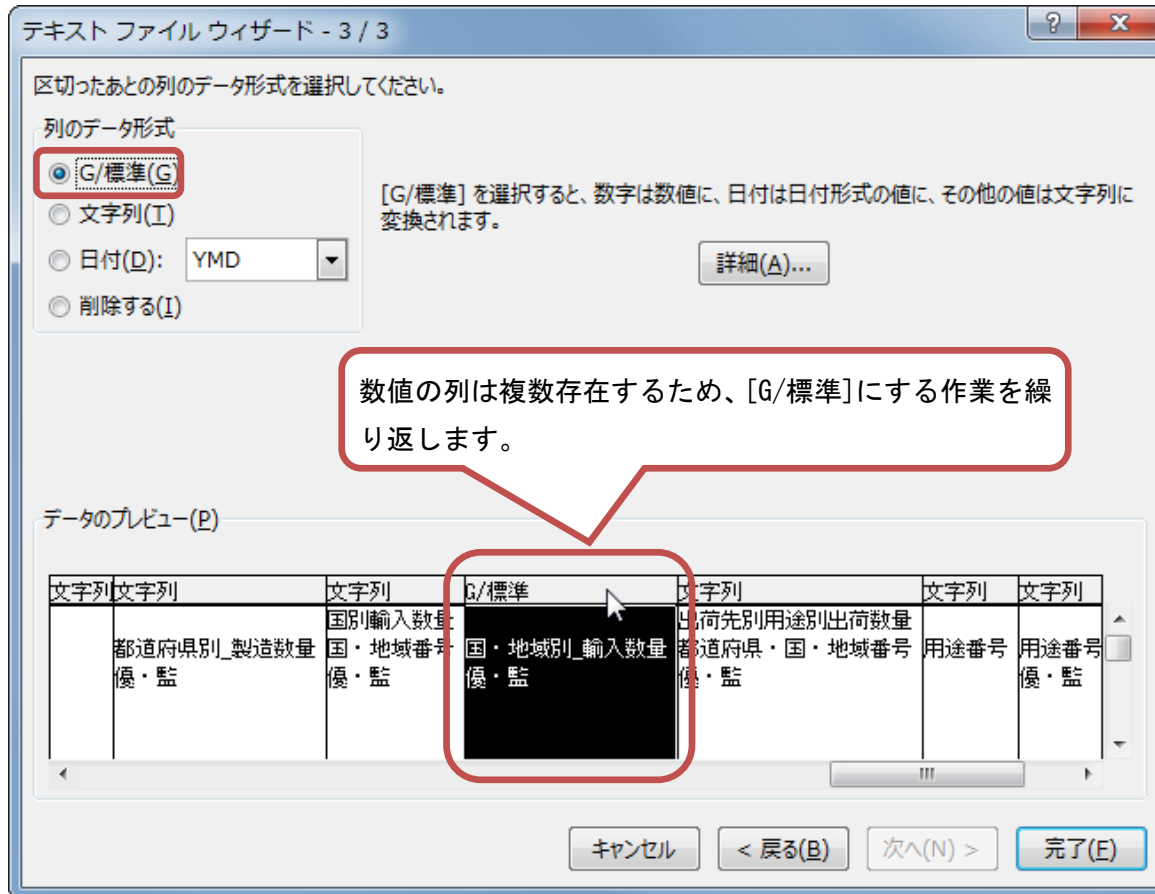 テキスト ファイル ウィザード - 3 / 3
区切ったあとの列のデータ形式を選択してください。
列のデータ形式
G/標準(G)
文字列(T)
日付(D): YMD
削除する(I)
[G/標準] を選択すると、数字は数値に、日付は日付形式の値に、その他の値は文字列に
変換されます。
詳細(A)...
数値の列は複数存在するため、[G/標準]にする作業を繰
り返します。
データのプレビュー(P)
文字列 文字列 文字列 G/標準 文字列 文字列 文字列
国別輸入数量 出荷先別用途別出荷数量
都道府県別_製造数量 国・地域番号 国・地域別_輸入数量 都道府県・国・地域番号 用途番号 用途番号
優・監 優・監 優・監 優・監 優・監
キャンセル < 戻る(B) 次へ(N) > 完了(F)